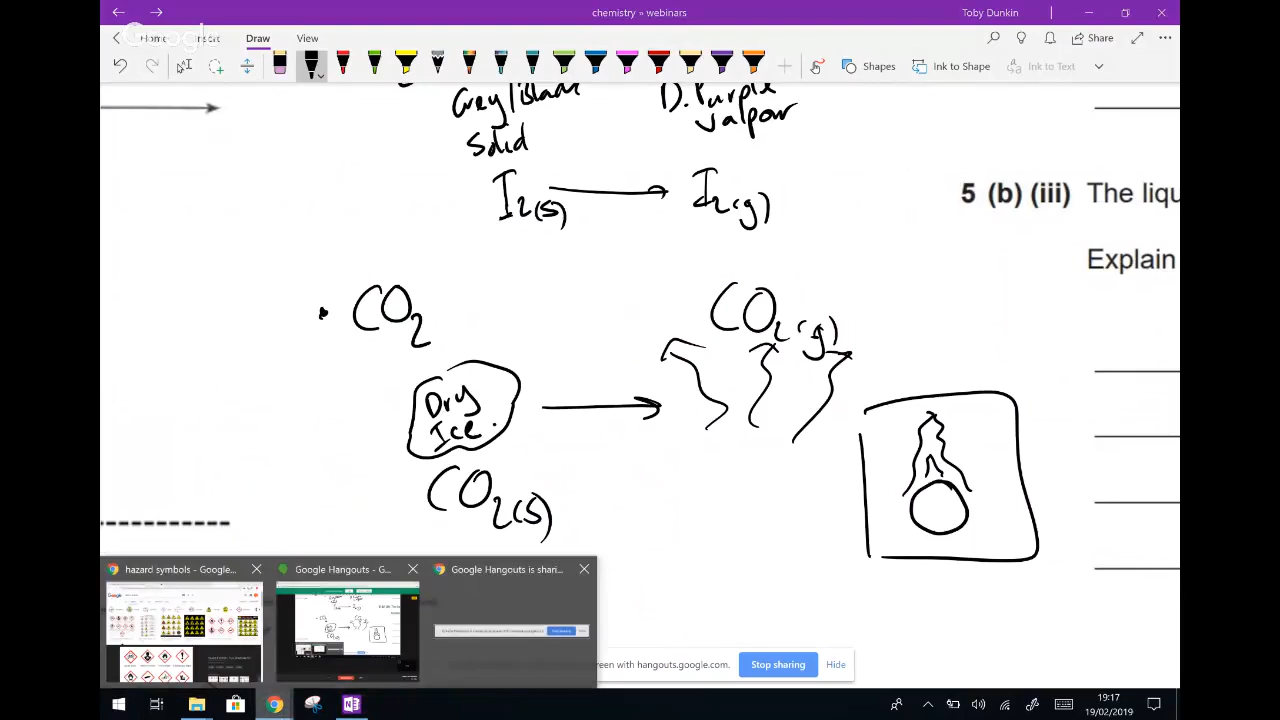 chemistry » webinars
Toby Dunkin
Google
Home
Insert
Draw
View
Share
Shapes
Ink to Shape
Ink to Text
Grey/black
D. Purple
Solid
I2(s)
I2(g)
5 (b) (iii) The liqu
Explain
CO2
CO2(g)
Dry
Ice.
CO2(s)
hazard symbols - Google...
Google Hangouts - G...
Google Hangouts is shari...
reen with hangouts.google.com.
Stop sharing
Hide
19:17
19/02/2019